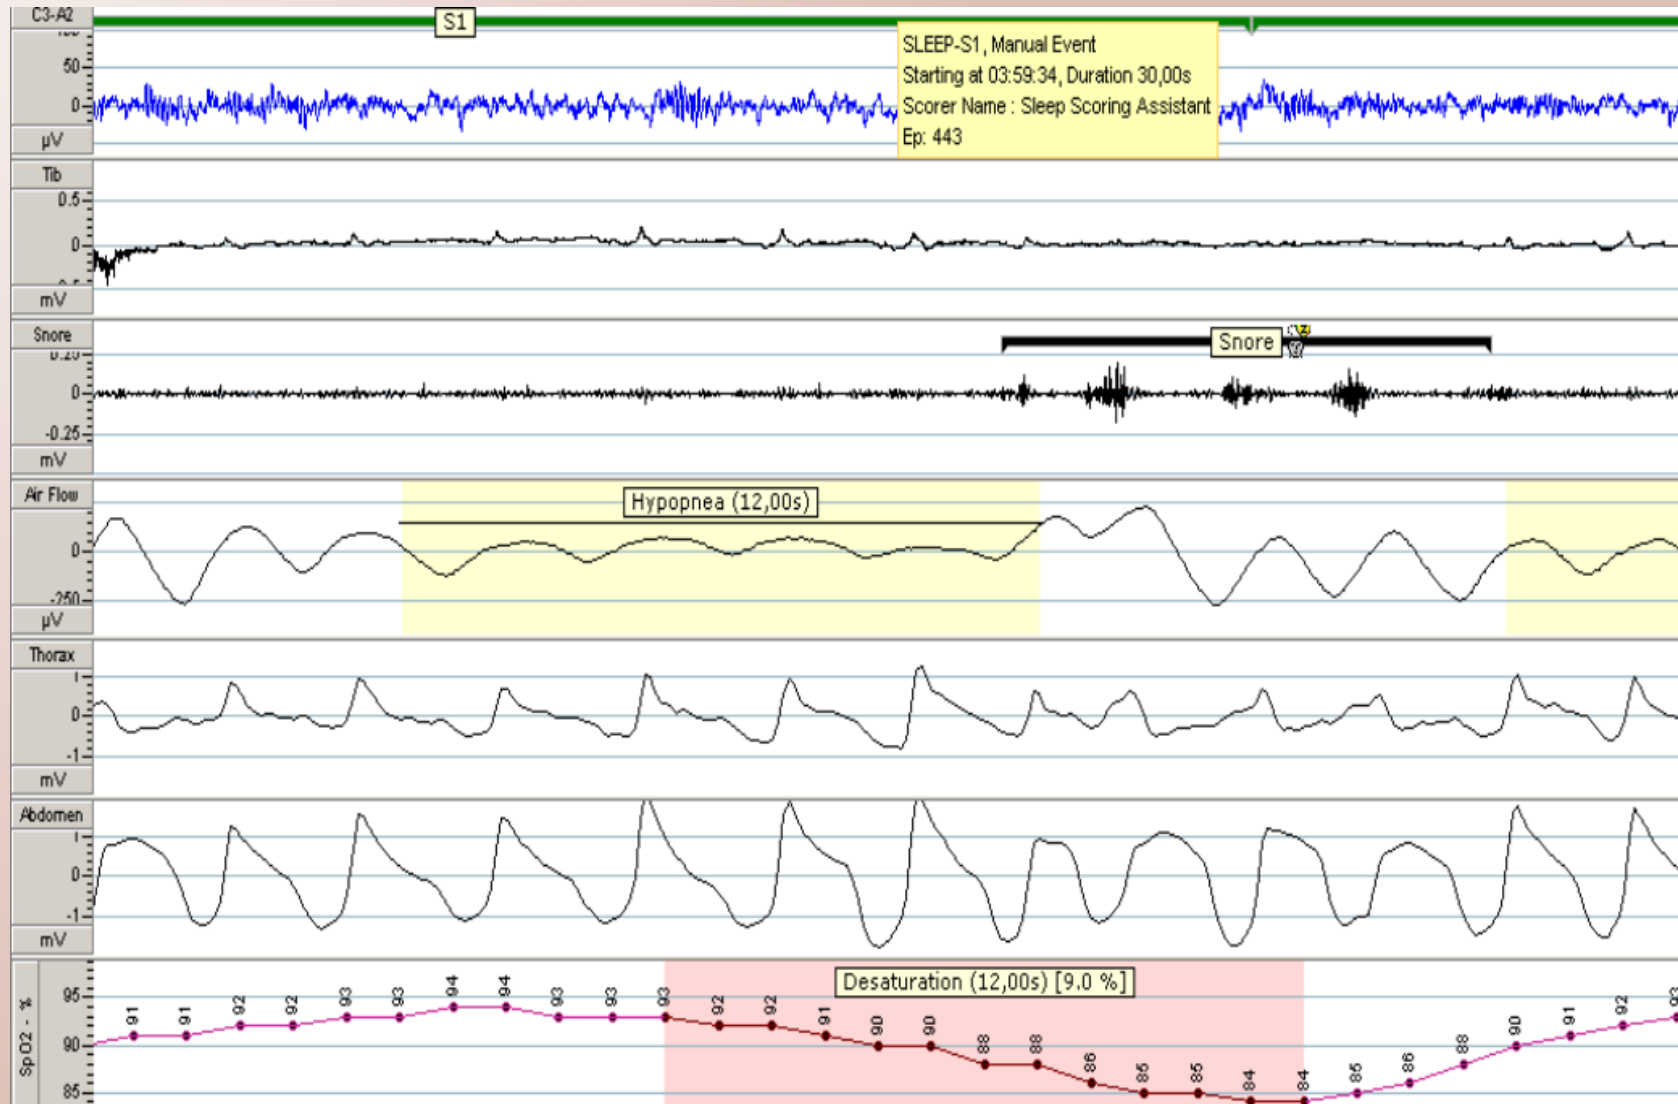 C3-A2
S1
SLEEP-S1, Manual Event
Starting at 03:59:34, Duration 30,00s
Scorer Name : Sleep Scoring Assistant
Ep: 443
50
0
µV
Tib
0.5
0
mV
Snore
Snore
0.25
0
-0.25
mV
Air Flow
Hypopnea (12,00s)
0
-250
µV
Thorax
1
0
-1
mV
Abdomen
1
0
-1
mV
Desaturation (12,00s) [9.0 %]
SpO2 - %
95
90
85
91 91 92 92 93 93 94 94 93 93 93 92 92 91 90 90 88 88 86 85 85 84 84 85 86 88 90 91 92 93